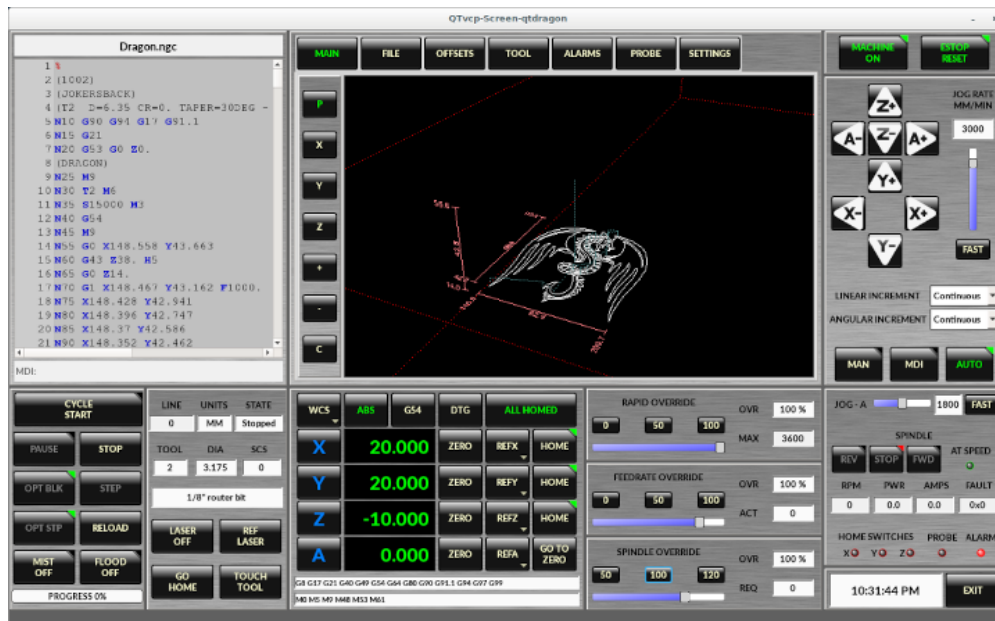 QTvcp-Screen-qtdragon
Dragon.ngc
1 %
2 (1002)
3 (JOKERSBACK)
4 (T2 D=6.35 CR=0. TAPER=30DEG -
5 N10 G90 G94 G17 G91.1
6 N15 G21
7 N20 G53 G0 Z0.
8 (DRAGON)
9 N25 M9
10 N30 T2 M6
11 N35 S15000 M3
12 N40 G54
13 N45 M9
14 N55 G0 X148.558 Y43.663
15 N60 G43 Z38. H5
16 N65 G0 Z14.
17 N70 G1 X148.467 Y43.162 F1000.
18 N75 X148.428 Y42.941
19 N80 X148.396 Y42.747
20 N85 X148.37 Y42.586
21 N90 X148.352 Y42.462
MDI:
MAIN FILE OFFSETS TOOL ALARMS PROBE SETTINGS
P
X
Y
Z
+
-
C
MACHINE ON
ESTOP RESET
JOG RATE
MM/MIN
3000
Z+
A- Z- A+
Y+
X- X+
Y-
FAST
LINEAR INCREMENT Continuous
ANGULAR INCREMENT Continuous
MAN MDI AUTO
CYCLE
START
PAUSE STOP
OPT BLK STEP
OPT STP RELOAD
MIST OFF
FLOOD OFF
PROGRESS 0%
LINE UNITS STATE
0 MM Stopped
TOOL DIA SCS
2 3.175 0
1/8" router bit
LASER OFF
REF LASER
GO HOME
TOUCH TOOL
WCS ABS G54 DTG ALL HOMED
X 20.000 ZERO REFX HOME
Y 20.000 ZERO REFY HOME
Z -10.000 ZERO REFZ HOME
A 0.000 ZERO REFA GO TO ZERO
G8 G17 G21 G40 G49 G54 G64 G80 G90 G91.1 G94 G97 G99
M0 M5 M9 M48 M53 M61
RAPID OVERRIDE
0 50 100
OVR 100 %
MAX 3600
FEEDRATE OVERRIDE
0 50 100
OVR 100 %
ACT 0
SPINDLE OVERRIDE
50 100 120
OVR 100 %
REQ 0
JOG - A 1800 FAST
SPINDLE
REV STOP FWD
AT SPEED
RPM PWR AMPS FAULT
0 0.0 0.0 0x0
HOME SWITCHES PROBE ALARM
X Y Z
10:31:44 PM EXIT